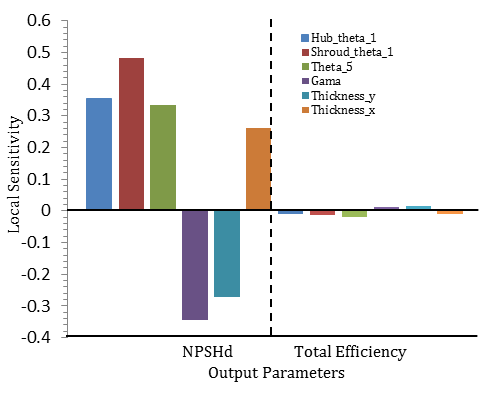 0.6
0.5
0.4
0.3
0.2
0.1
0
-0.1
-0.2
-0.3
-0.4
Local Sensitivity
Hub_theta_1
Shroud_theta_1
Theta_5
Gama
Thickness_y
Thickness_x
NPSHd Total Efficiency
Output Parameters